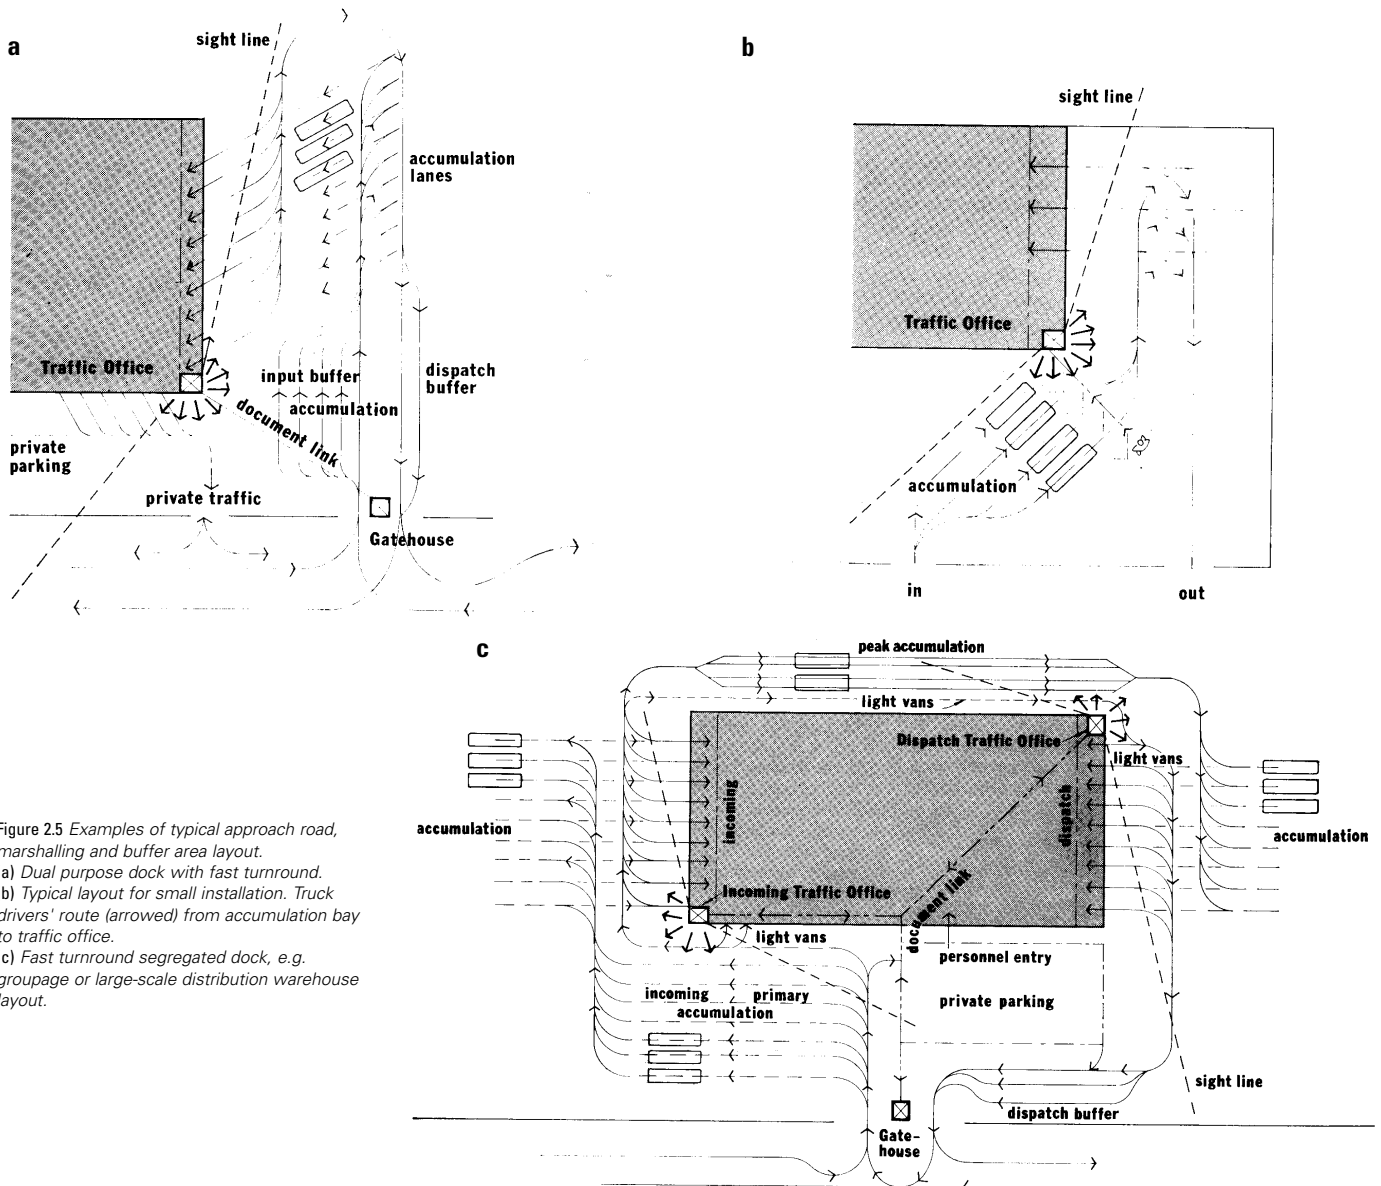 a
sight line
accumulation
lanes
Traffic Office
input buffer
accumulation
document link
dispatch
buffer
private
parking
private traffic
Gatehouse
b
sight line
Traffic Office
accumulation
in
out
c
peak accumulation
light vans
Dispatch Traffic Office
light vans
incoming
dispatch
accumulation
accumulation
Incoming Traffic Office
document link
light vans
personnel entry
incoming primary
accumulation
private parking
sight line
dispatch buffer
Gate-
house
Figure 2.5 Examples of typical approach road,
marshalling and buffer area layout.
(a) Dual purpose dock with fast turnround.
(b) Typical layout for small installation. Truck
drivers' route (arrowed) from accumulation bay
to traffic office.
(c) Fast turnround segregated dock, e.g.
groupage or large-scale distribution warehouse
layout.